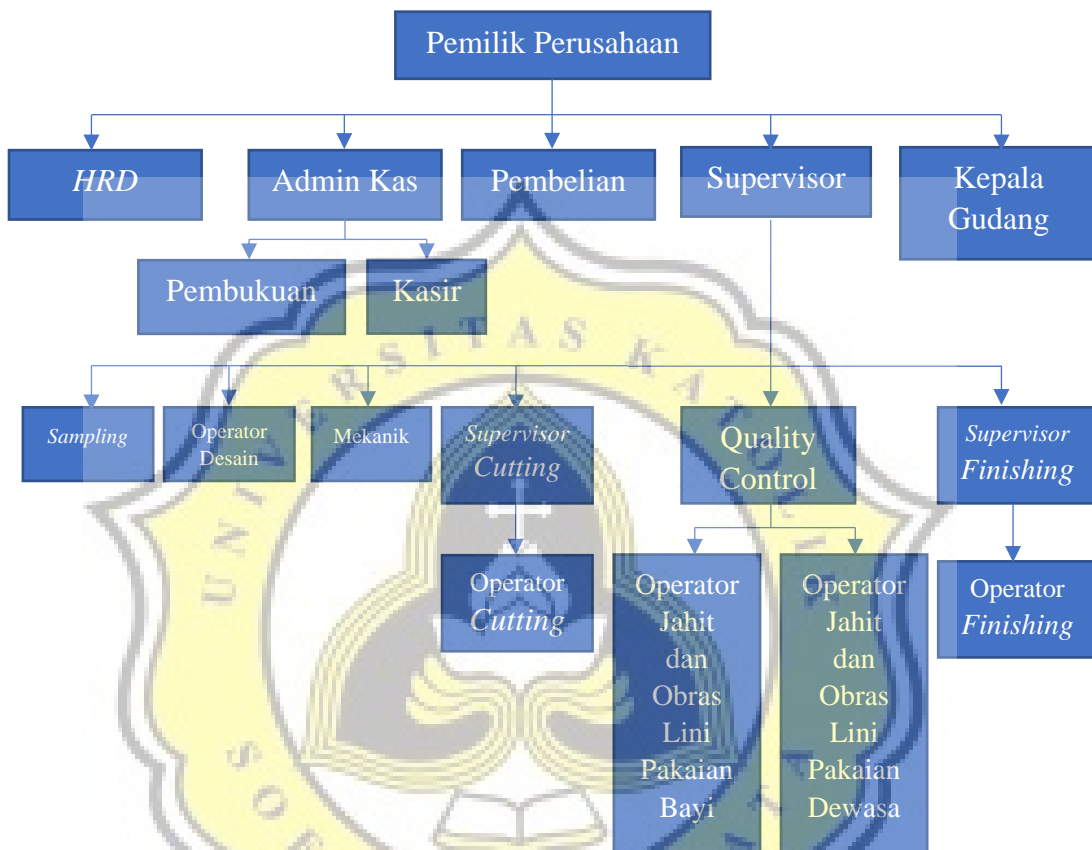 Pemilik Perusahaan
HRD
Admin Kas
Pembelian
Supervisor
Kepala
Gudang
Pembukuan
Kasir
Sampling
Operator
Desain
Mekanik
Supervisor
Cutting
Quality
Control
Supervisor
Finishing
Operator
Cutting
Operator
Jahit
dan
Obras
Lini
Pakaian
Bayi
Operator
Jahit
dan
Obras
Lini
Pakaian
Dewasa
Operator
Finishing
UNIVERSITAS KATOLIK